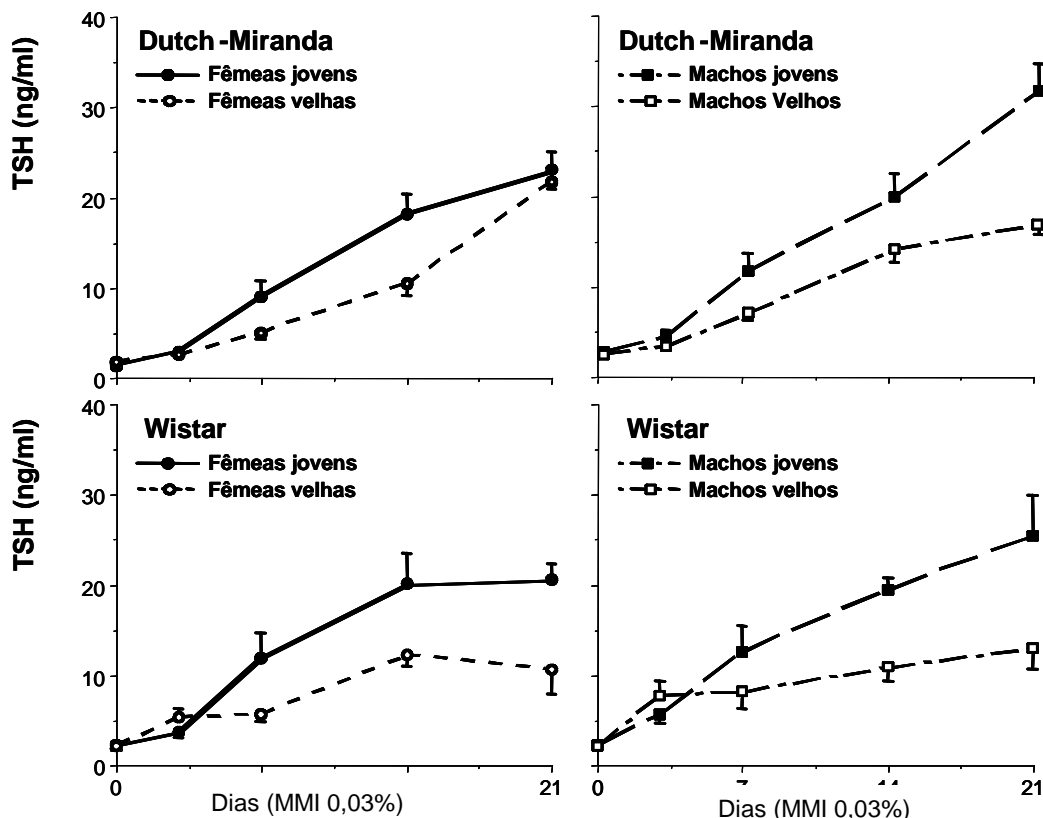 Dutch-Miranda
Fêmeas jovens
Fêmeas velhas
TSH (ng/ml)
40
30
20
10
0
Dutch-Miranda
Machos jovens
Machos Velhos
Wistar
Fêmeas jovens
Fêmeas velhas
TSH (ng/ml)
40
30
20
10
0
0
21
Dias (MMI 0,03%)
Wistar
Machos jovens
Machos velhos
0
21
Dias (MMI 0,03%)